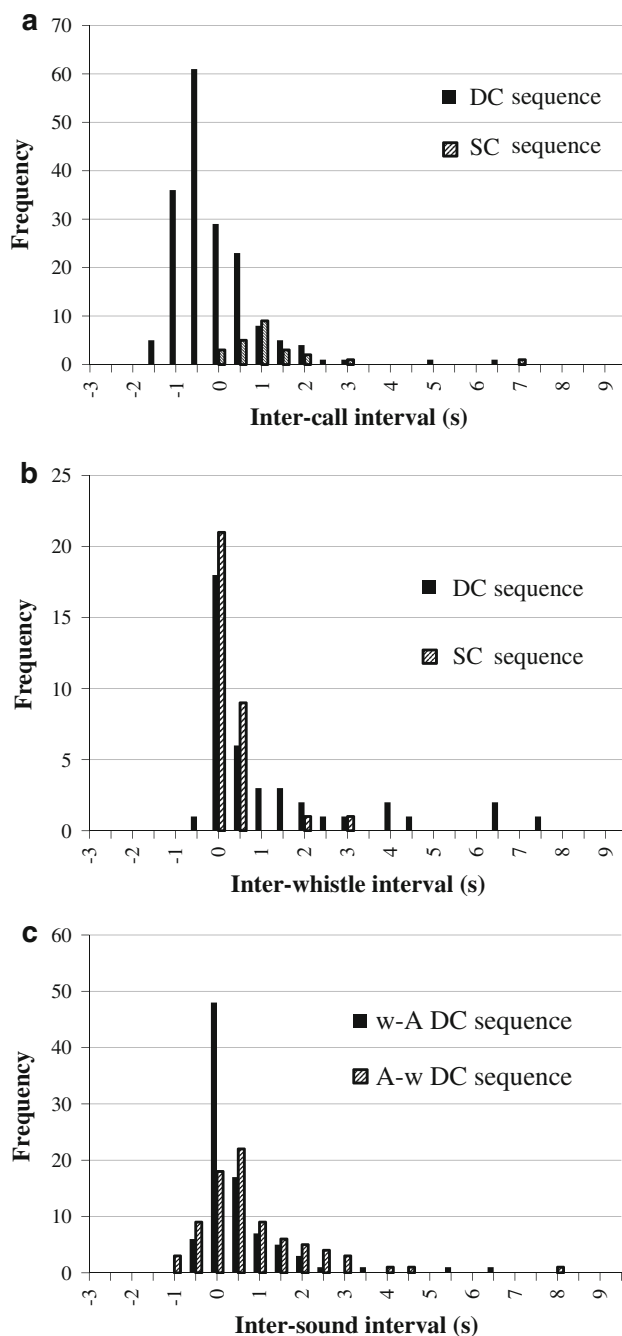 a
70
60
50
40
30
20
10
0
Frequency
DC sequence
SC sequence
-3 -2 -1 0 1 2 3 4 5 6 7 8 9
Inter-call interval (s)
b
25
20
15
10
5
0
Frequency
DC sequence
SC sequence
-3 -2 -1 0 1 2 3 4 5 6 7 8 9
Inter-whistle interval (s)
c
60
50
40
30
20
10
0
Frequency
w-A DC sequence
A-w DC sequence
-3 -2 -1 0 1 2 3 4 5 6 7 8 9
Inter-sound interval (s)